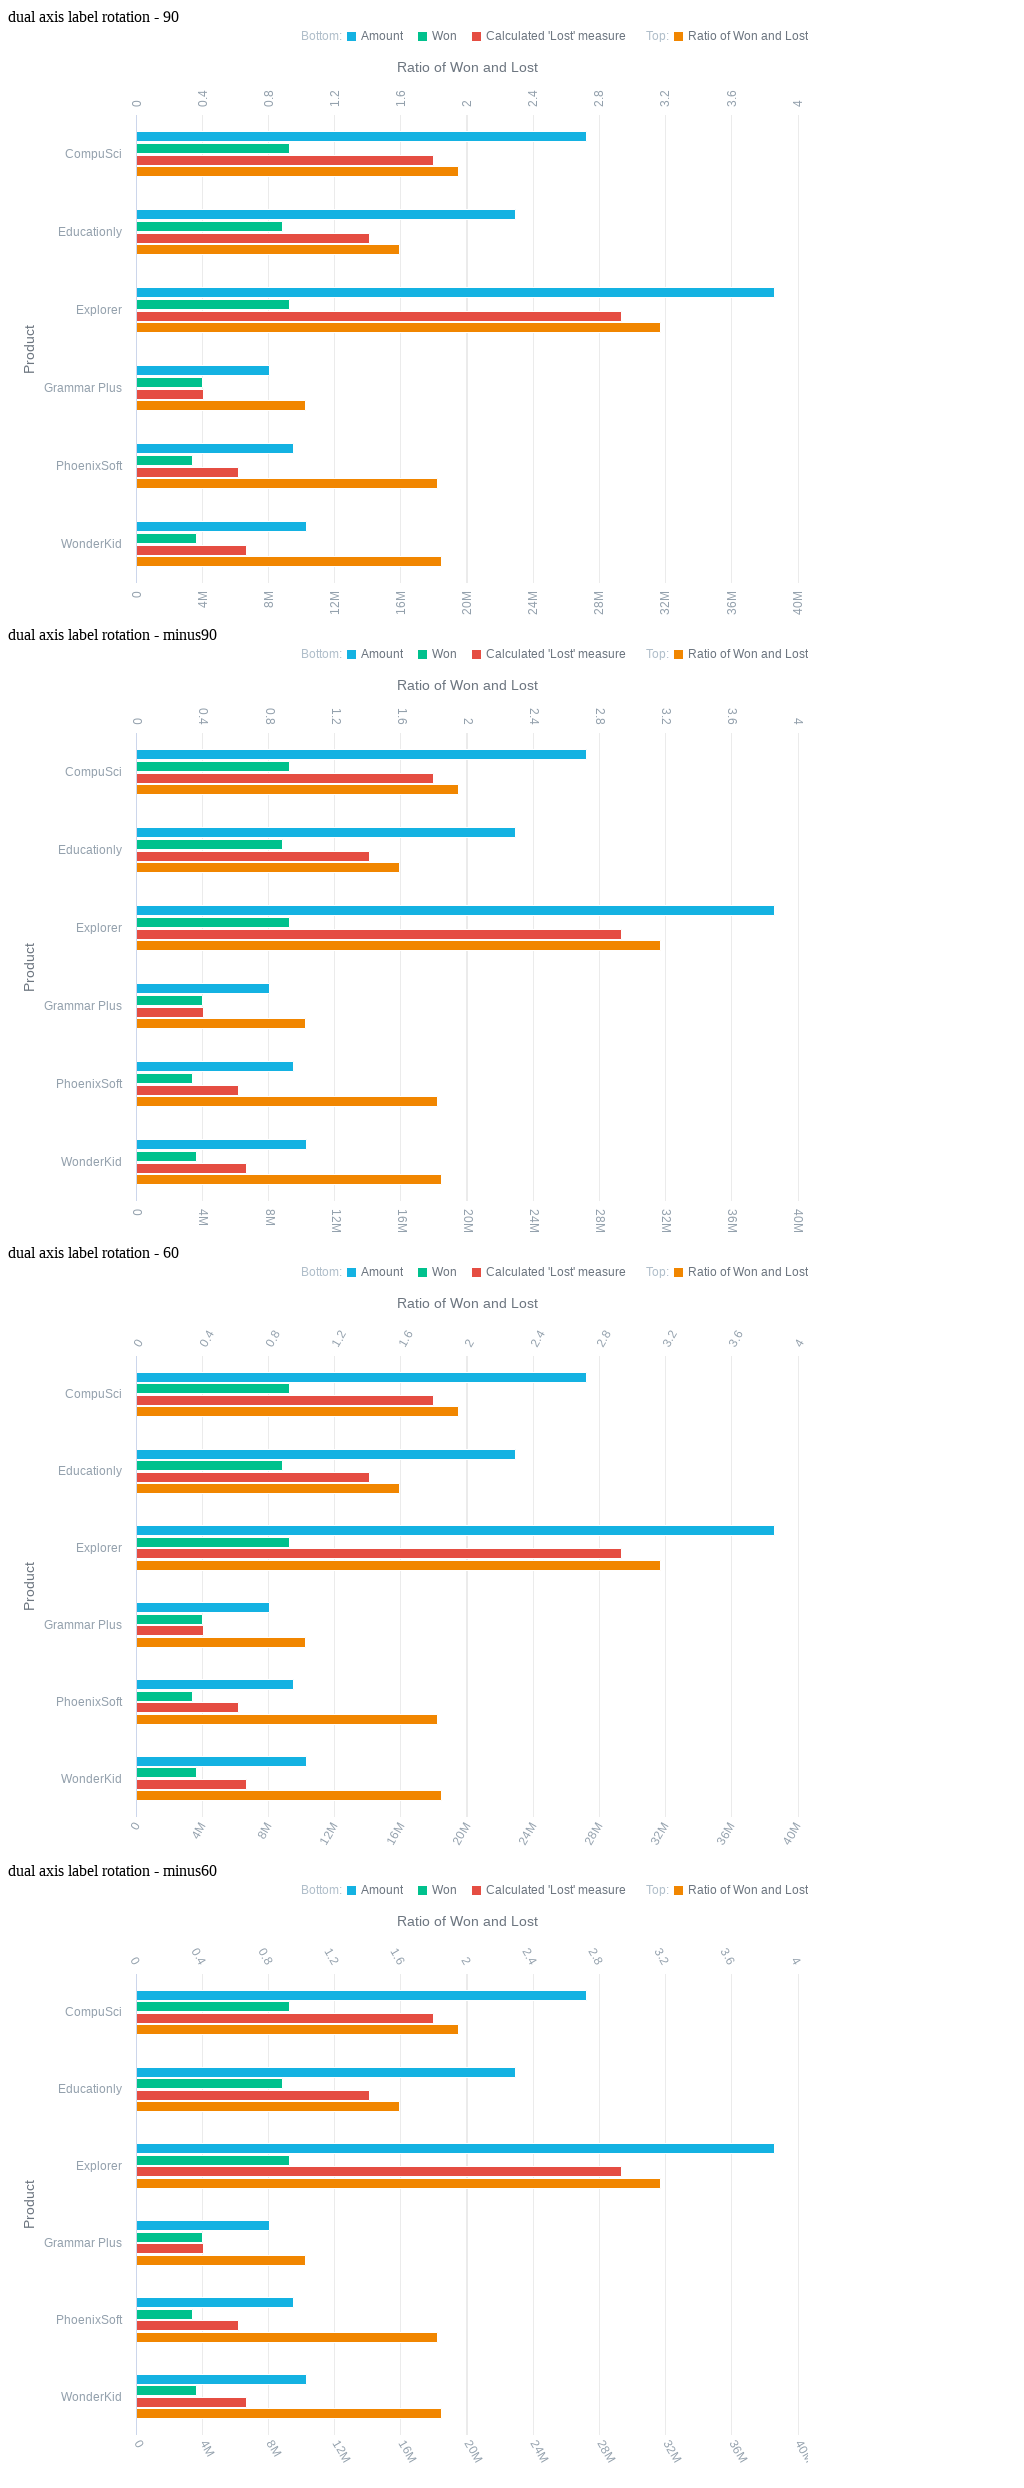 dual axis label rotation - 90
Bottom: Amount Won Calculated 'Lost' measure Top: Ratio of Won and Lost
Ratio of Won and Lost
0 0.4 0.8 1.2 1.6 2 2.4 2.8 3.2 3.6 4
CompuSci
Educationly
Explorer
Product
Grammar Plus
PhoenixSoft
WonderKid
0 4M 8M 12M 16M 20M 24M 28M 32M 36M 40M
dual axis label rotation - minus90
Bottom: Amount Won Calculated 'Lost' measure Top: Ratio of Won and Lost
Ratio of Won and Lost
0 0.4 0.8 1.2 1.6 2 2.4 2.8 3.2 3.6 4
CompuSci
Educationly
Explorer
Product
Grammar Plus
PhoenixSoft
WonderKid
0 4M 8M 12M 16M 20M 24M 28M 32M 36M 40M
dual axis label rotation - 60
Bottom: Amount Won Calculated 'Lost' measure Top: Ratio of Won and Lost
Ratio of Won and Lost
0 0.4 0.8 1.2 1.6 2 2.4 2.8 3.2 3.6 4
CompuSci
Educationly
Explorer
Product
Grammar Plus
PhoenixSoft
WonderKid
0 4M 8M 12M 16M 20M 24M 28M 32M 36M 40M
dual axis label rotation - minus60
Bottom: Amount Won Calculated 'Lost' measure Top: Ratio of Won and Lost
Ratio of Won and Lost
0 0.4 0.8 1.2 1.6 2 2.4 2.8 3.2 3.6 4
CompuSci
Educationly
Explorer
Product
Grammar Plus
PhoenixSoft
WonderKid
0 4M 8M 12M 16M 20M 24M 28M 32M 36M 40M